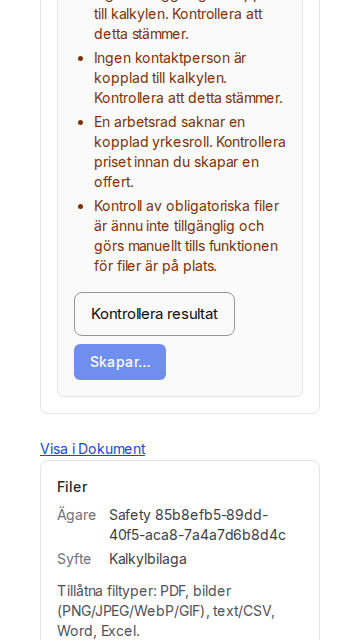 till kalkylen. Kontrollera att
detta stämmer.
Ingen kontaktperson är
kopplad till kalkylen.
Kontrollera att detta stämmer.
En arbetsrad saknar en
kopplad yrkesroll. Kontrollera
priset innan du skapar en
offert.
Kontroll av obligatoriska filer
är ännu inte tillgänglig och
görs manuellt tills funktionen
för filer är på plats.
Kontrollera resultat
Skapar...
Visa i Dokument
Filer
Ägare Safety 85b8efb5-89dd-
40f5-aca8-7a4a7d6b8d4c
Syfte Kalkylbilaga
Tillåtna filtyper: PDF, bilder
(PNG/JPEG/WebP/GIF), text/CSV,
Word, Excel.